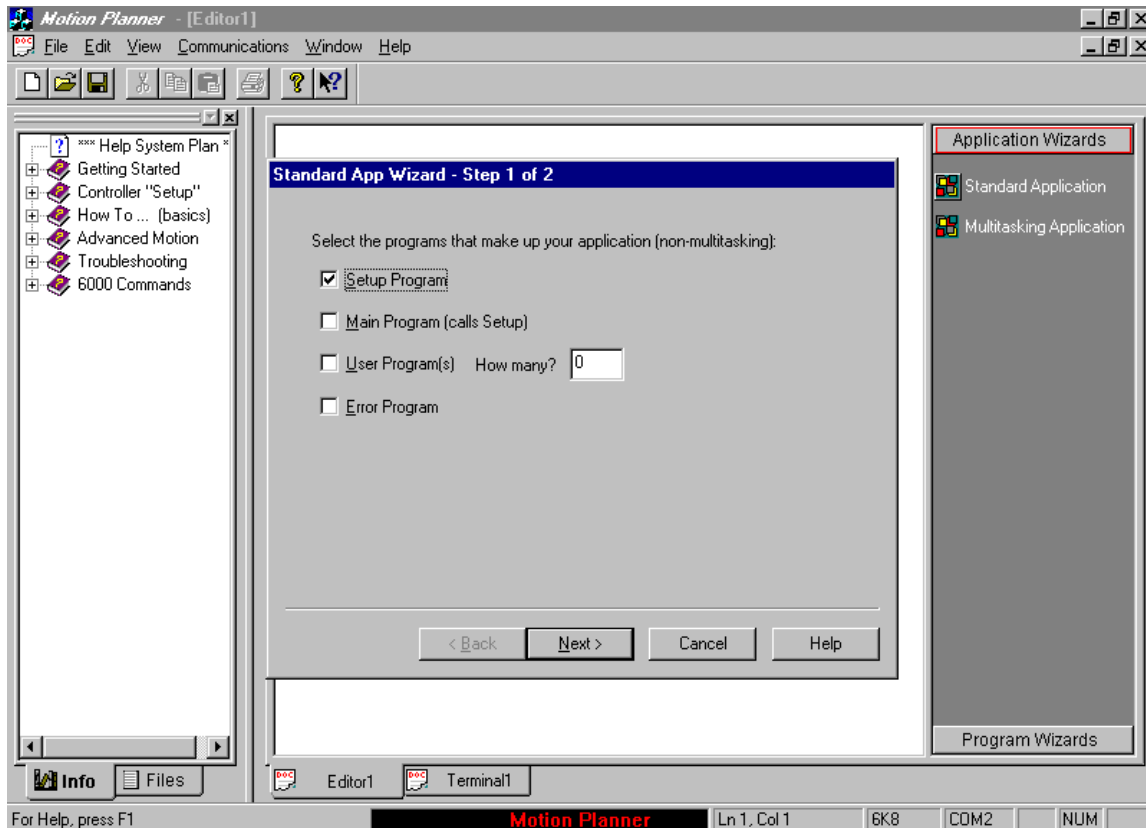 Motion Planner - [Editor1]
File Edit View Communications Window Help
*** Help System Plan *
Getting Started
Controller "Setup"
How To ... (basics)
Advanced Motion
Troubleshooting
6000 Commands
Info Files
Standard App Wizard - Step 1 of 2
Select the programs that make up your application (non-multitasking):
Setup Program
Main Program (calls Setup)
User Program(s) How many? 0
Error Program
< Back Next > Cancel Help
Application Wizards
Standard Application
Multitasking Application
Program Wizards
DOC Editor1 DOC Terminal1
For Help, press F1 Motion Planner Ln 1, Col 1 6K8 COM2 NUM